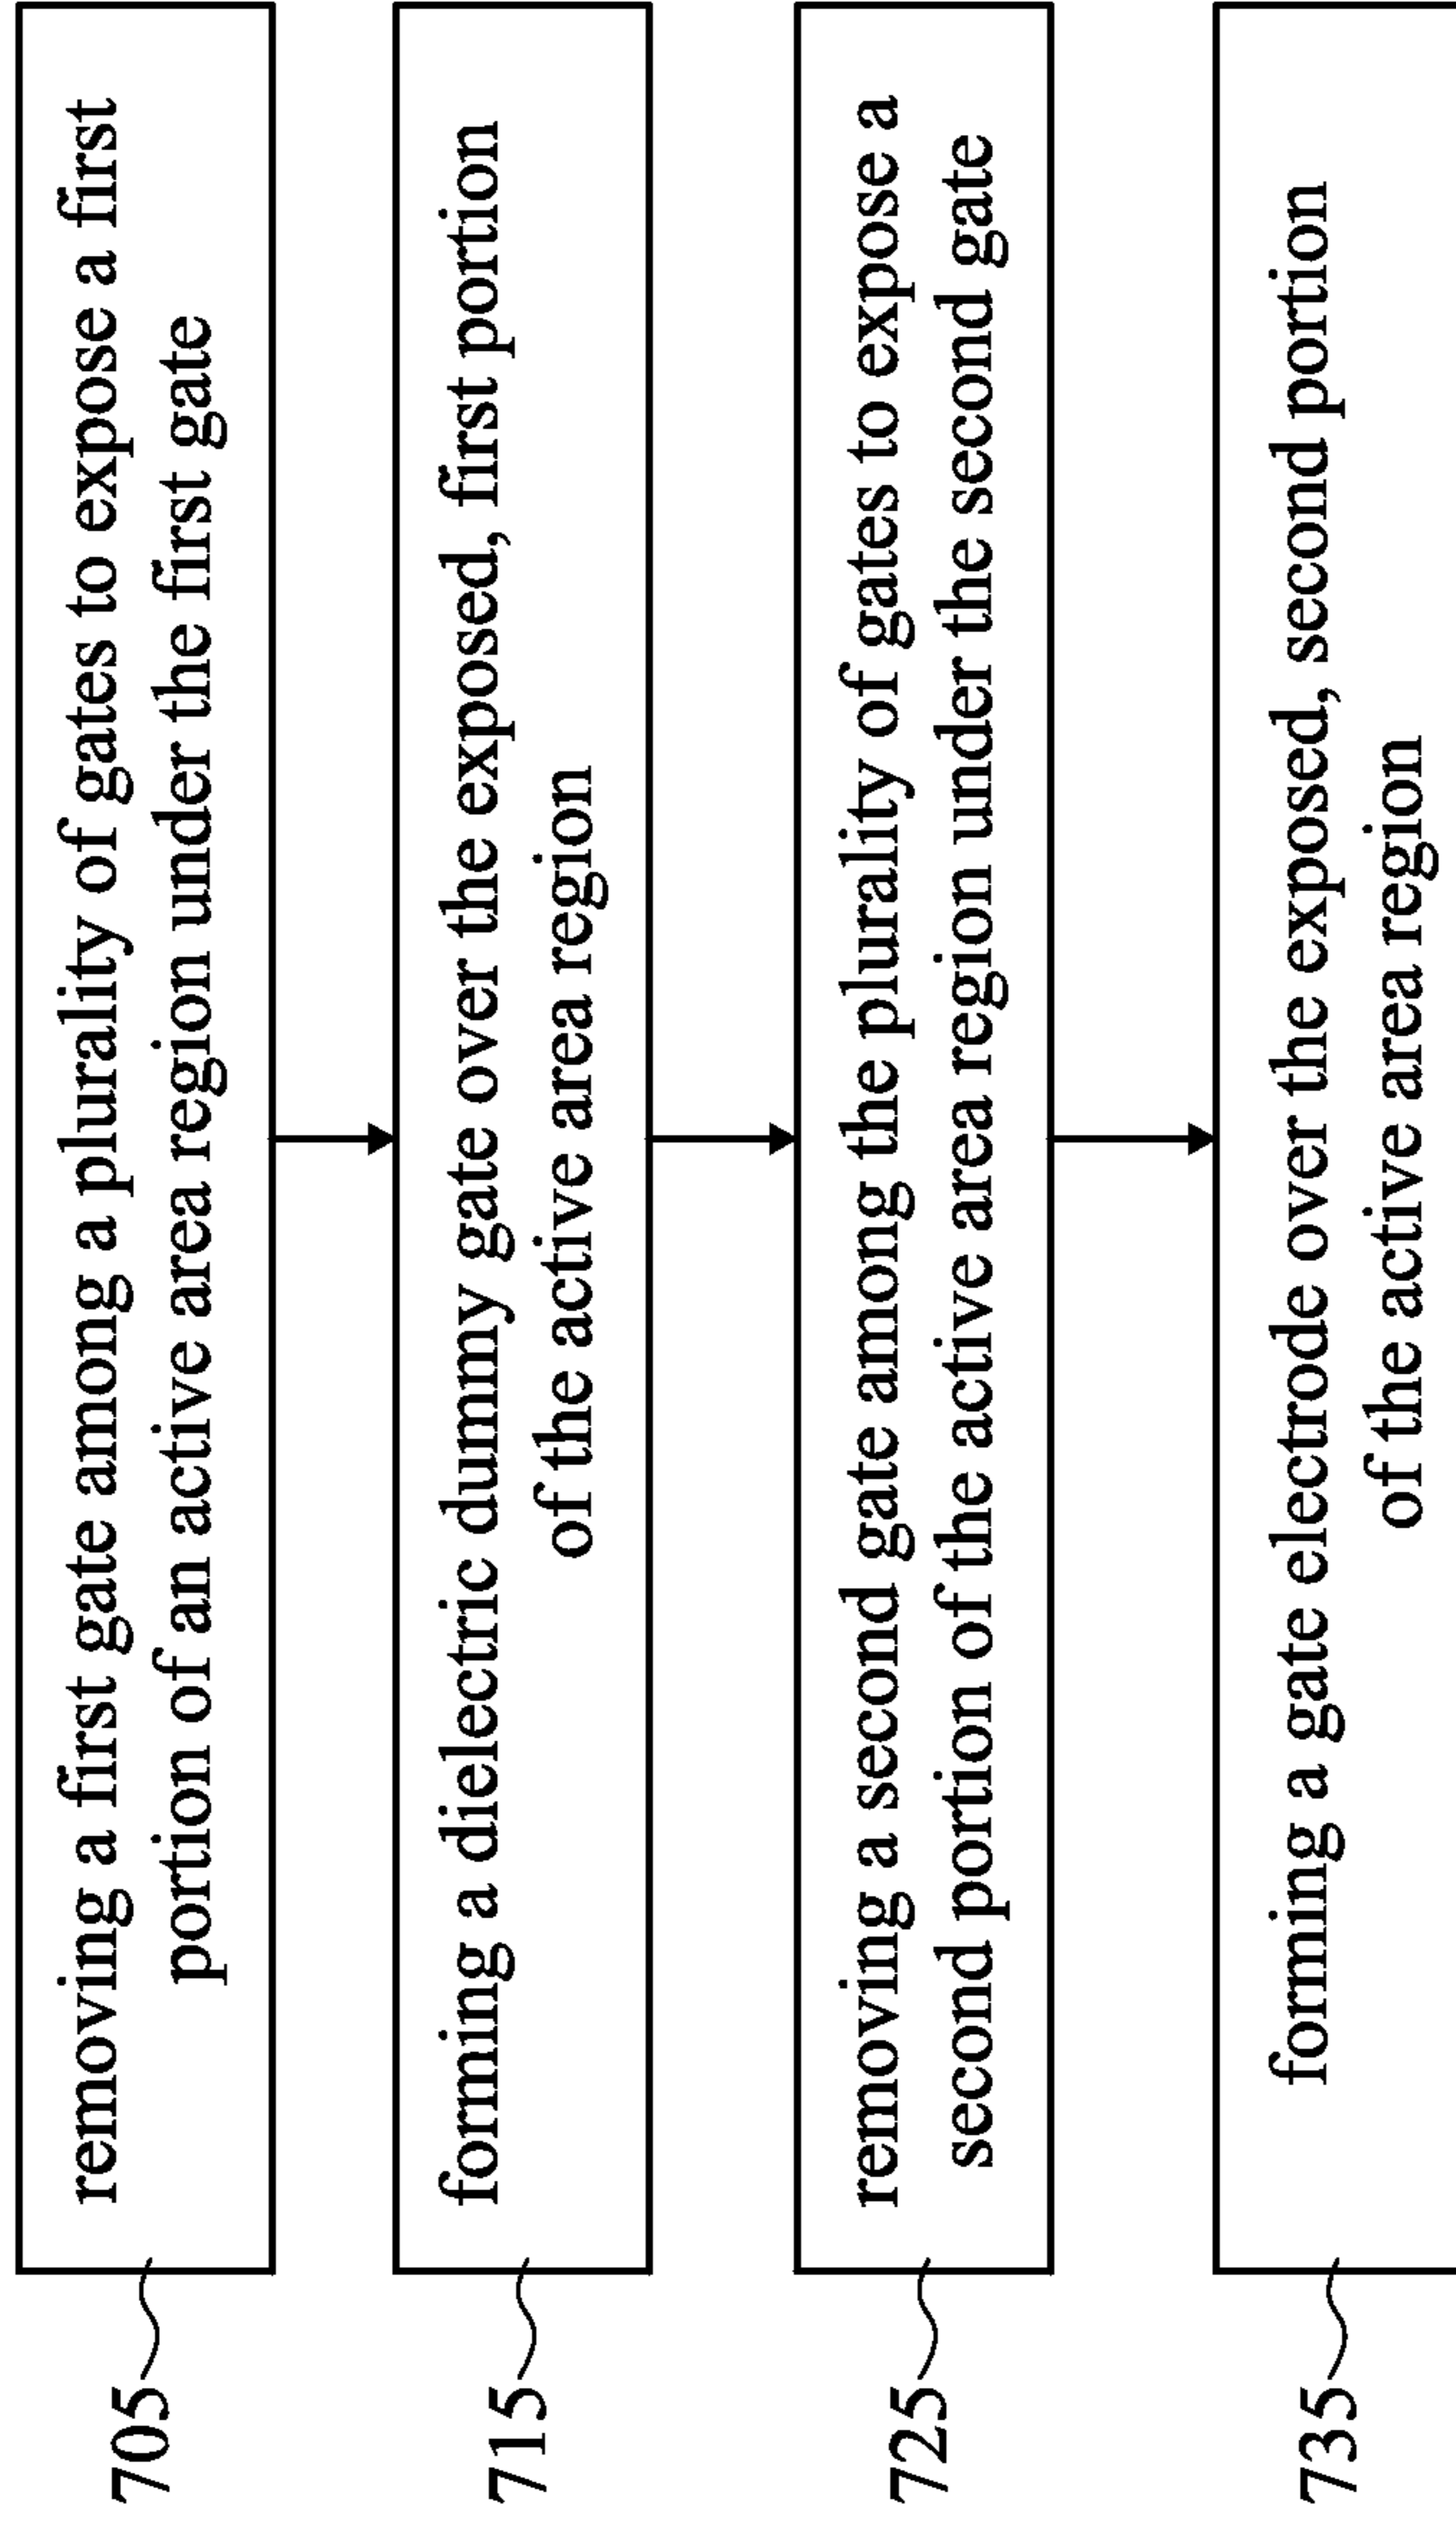 705
removing a first gate among a plurality of gates to expose a first
portion of an active area region under the first gate
715
forming a dielectric dummy gate over the exposed, first portion
of the active area region
725
removing a second gate among the plurality of gates to expose a
second portion of the active area region under the second gate
735
forming a gate electrode over the exposed, second portion
of the active area region